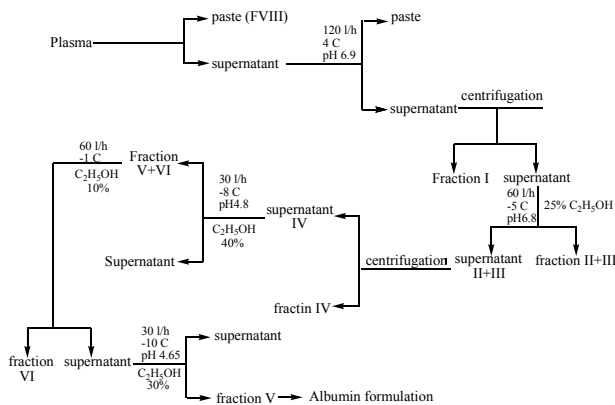 Plasma
paste (FVIII)
supernatant
120 l/h
4 C
pH 6.9
paste
supernatant
centrifugation
Fraction I
supernatant
60 l/h
-5 C
pH6.8
25% C₂H₅OH
supernatant
II+III
fraction II+III
centrifugation
supernatant
IV
fractin IV
30 l/h
-8 C
pH4.8
C₂H₅OH
40%
Fraction
V+VI
Supernatant
60 l/h
-1 C
C₂H₅OH
10%
fraction
VI
supernatant
30 l/h
-10 C
pH 4.65
C₂H₅OH
30%
supernatant
fraction V
Albumin formulation